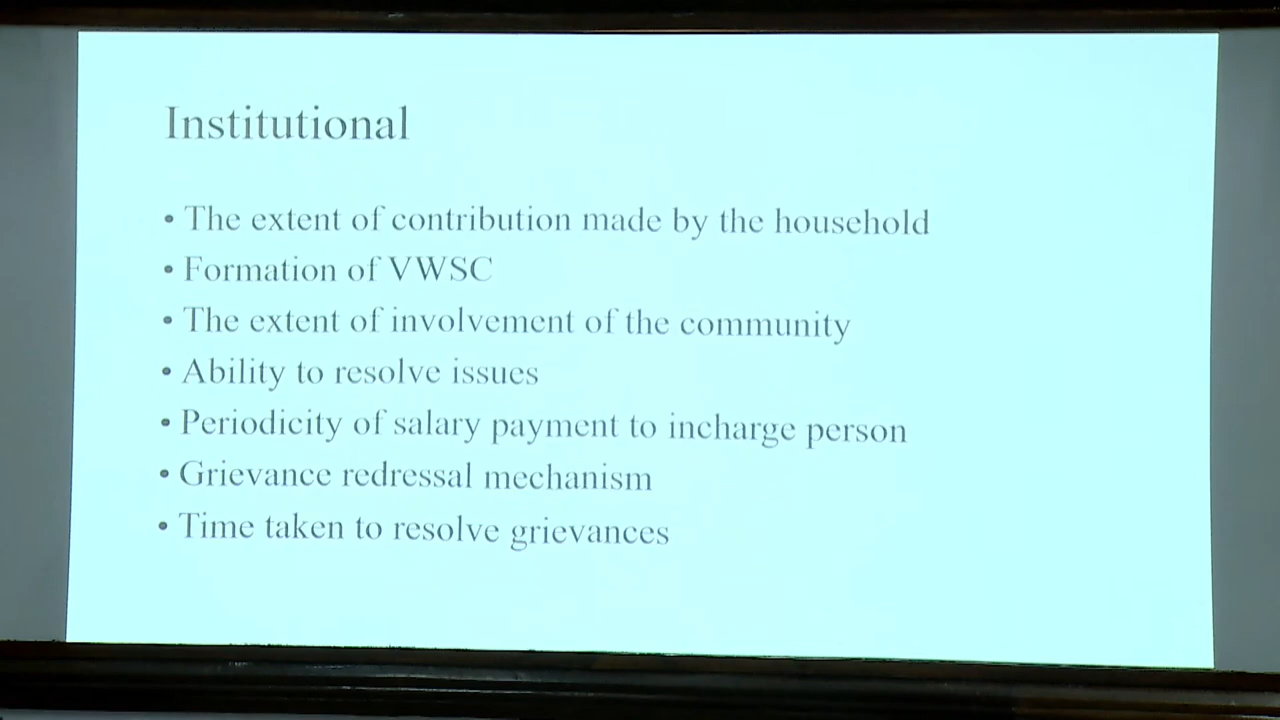 Institutional
• The extent of contribution made by the household
• Formation of VWSC
• The extent of involvement of the community
• Ability to resolve issues
• Periodicity of salary payment to incharge person
• Grievance redressal mechanism
• Time taken to resolve grievances